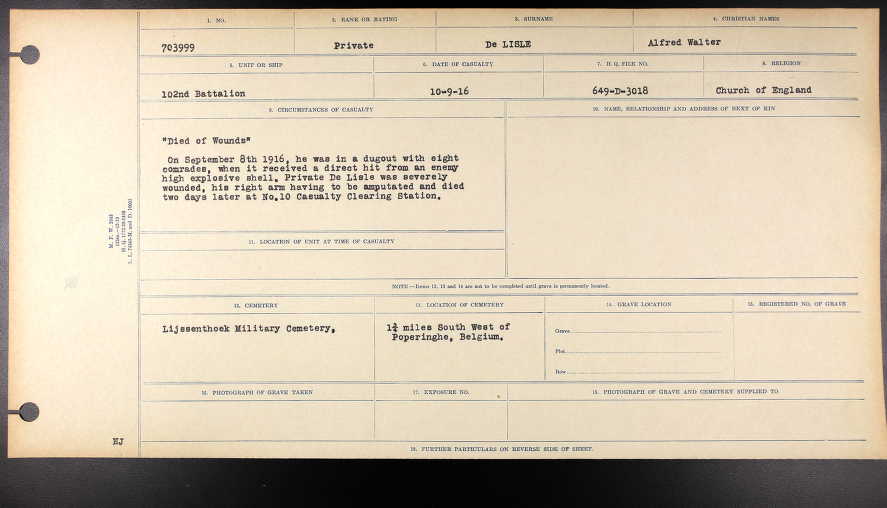 1. NO.
2. RANK OR RATING
3. SURNAME
4. CHRISTIAN NAMES
703999
Private
De LISLE
Alfred Walter
5. UNIT OR SHIP
6. DATE OF CASUALTY
7. H. Q. FILE NO.
8. RELIGION
102nd Battalion
10-9-16
649-D-3018
Church of England
9. CIRCUMSTANCES OF CASUALTY
10. NAME, RELATIONSHIP AND ADDRESS OF NEXT OF KIN
"Died of Wounds"
On September 8th 1916, he was in a dugout with eight
comrades, when it received a direct hit from an enemy
high explosive shell. Private De Lisle was severely
wounded, his right arm having to be amputated and died
two days later at No.10 Casualty Clearing Station.
11. LOCATION OF UNIT AT TIME OF CASUALTY
NOTE—Items 12, 13 and 14 are not to be completed until grave is permanently located.
12. CEMETERY
13. LOCATION OF CEMETERY
14. GRAVE LOCATION
15. REGISTERED NO. OF GRAVE
Lijssenthoek Military Cemetery,
1¾ miles South West of
Poperinghe, Belgium.
Grave
Plot
Row
16. PHOTOGRAPH OF GRAVE TAKEN
17. EXPOSURE NO.
18. PHOTOGRAPH OF GRAVE AND CEMETERY SUPPLIED TO
19. FURTHER PARTICULARS ON REVERSE SIDE OF SHEET.